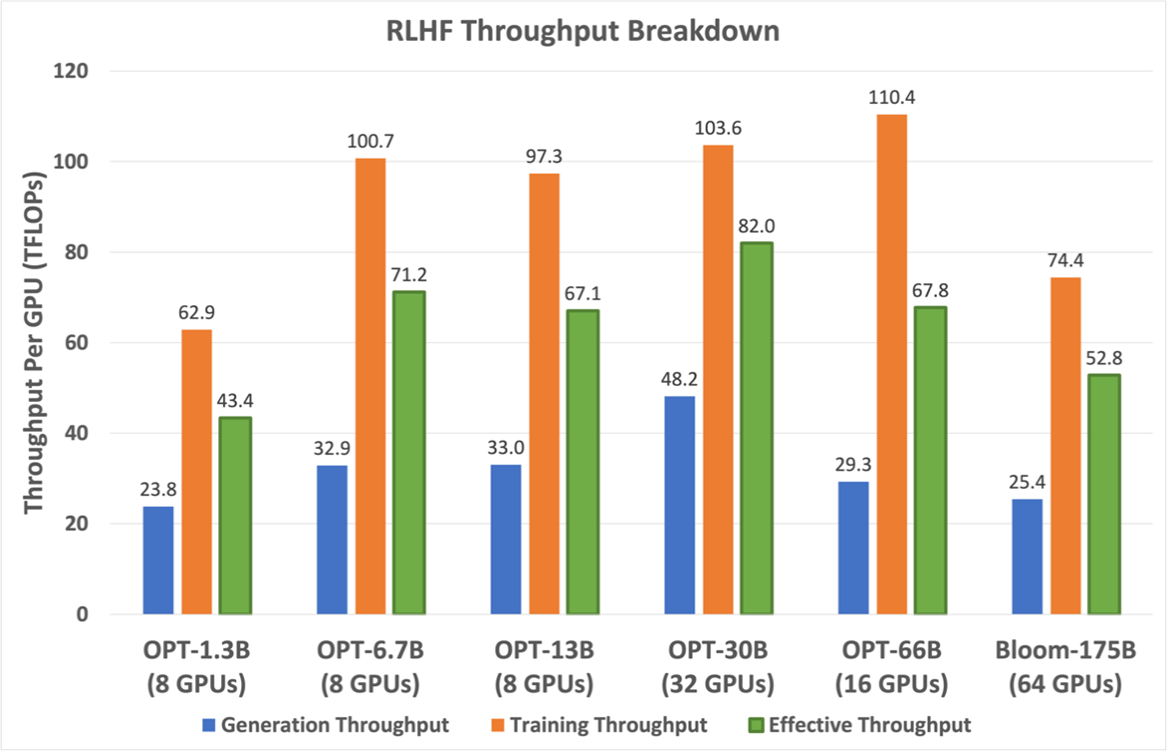 RLHF Throughput Breakdown
Throughput Per GPU (TFLOPs)
120
100
80
60
40
20
0
23.8
62.9
43.4
32.9
100.7
71.2
33.0
97.3
67.1
48.2
103.6
82.0
29.3
110.4
67.8
25.4
74.4
52.8
OPT-1.3B
(8 GPUs)
OPT-6.7B
(8 GPUs)
OPT-13B
(8 GPUs)
OPT-30B
(32 GPUs)
OPT-66B
(16 GPUs)
Bloom-175B
(64 GPUs)
Generation Throughput
Training Throughput
Effective Throughput